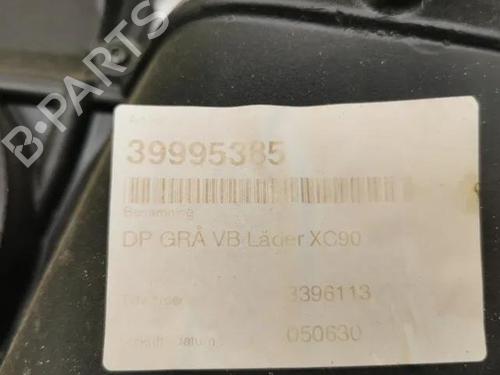 B-PARTS
39995385
Benämning
DP GRÅ VB Läder XC90
3396113
050630